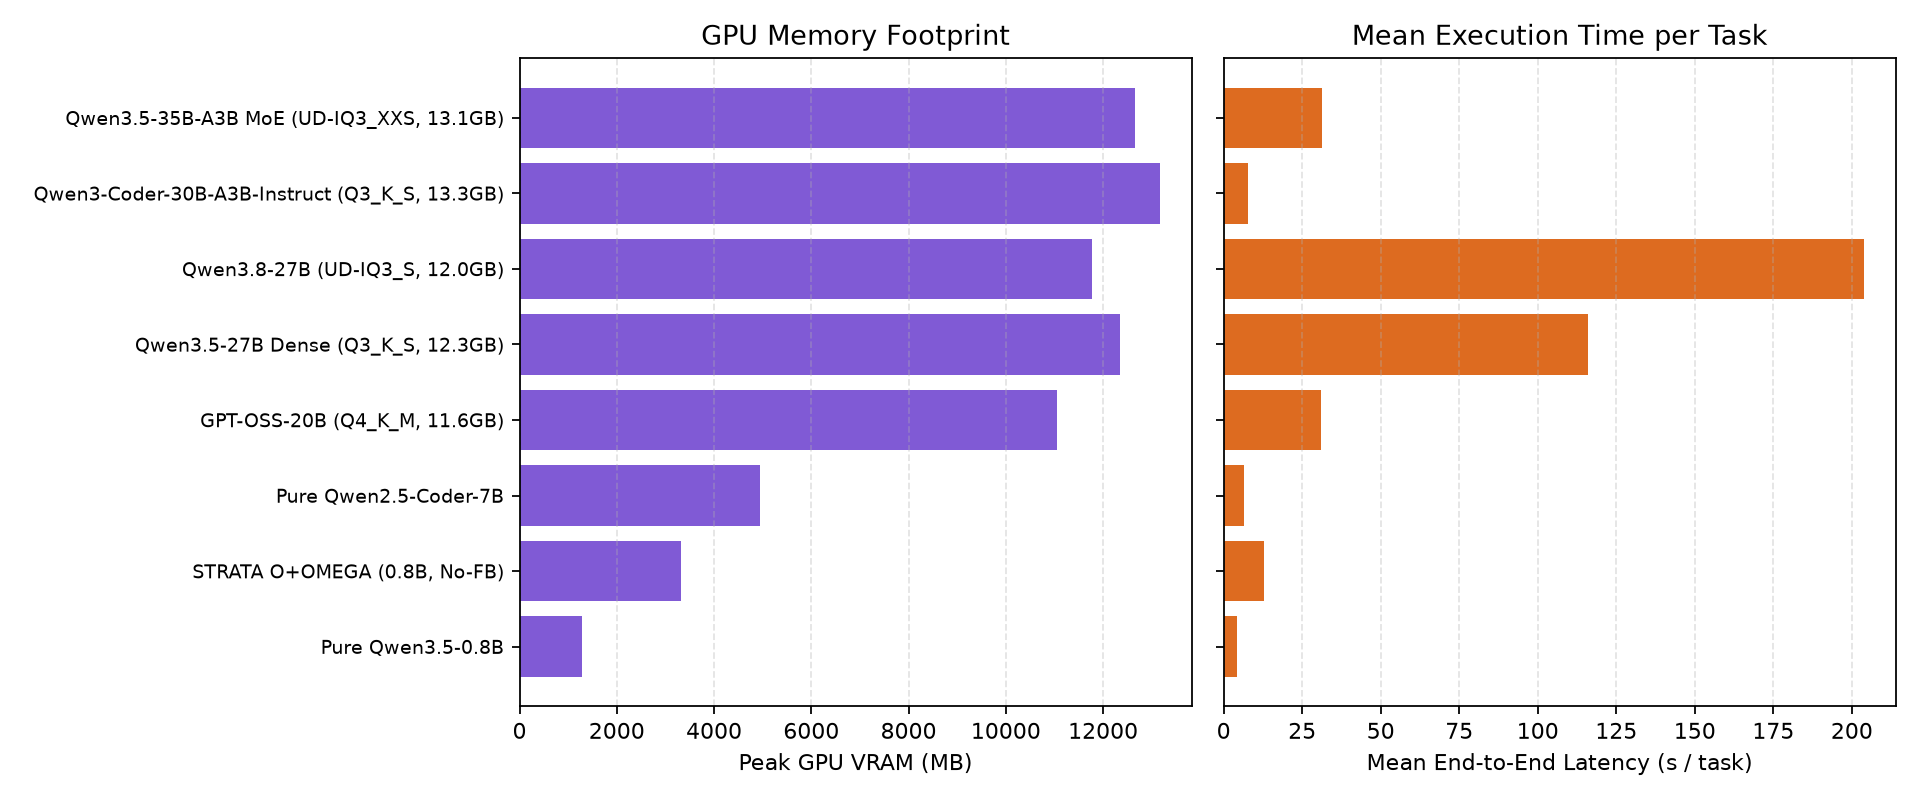 GPU Memory Footprint
Mean Execution Time per Task
Qwen3.5-35B-A3B MoE (UD-IQ3_XXS, 13.1GB)
Qwen3-Coder-30B-A3B-Instruct (Q3_K_S, 13.3GB)
Qwen3.8-27B (UD-IQ3_S, 12.0GB)
Qwen3.5-27B Dense (Q3_K_S, 12.3GB)
GPT-OSS-20B (Q4_K_M, 11.6GB)
Pure Qwen2.5-Coder-7B
STRATA O+OMEGA (0.8B, No-FB)
Pure Qwen3.5-0.8B
0 2000 4000 6000 8000 10000 12000
Peak GPU VRAM (MB)
0 25 50 75 100 125 150 175 200
Mean End-to-End Latency (s / task)